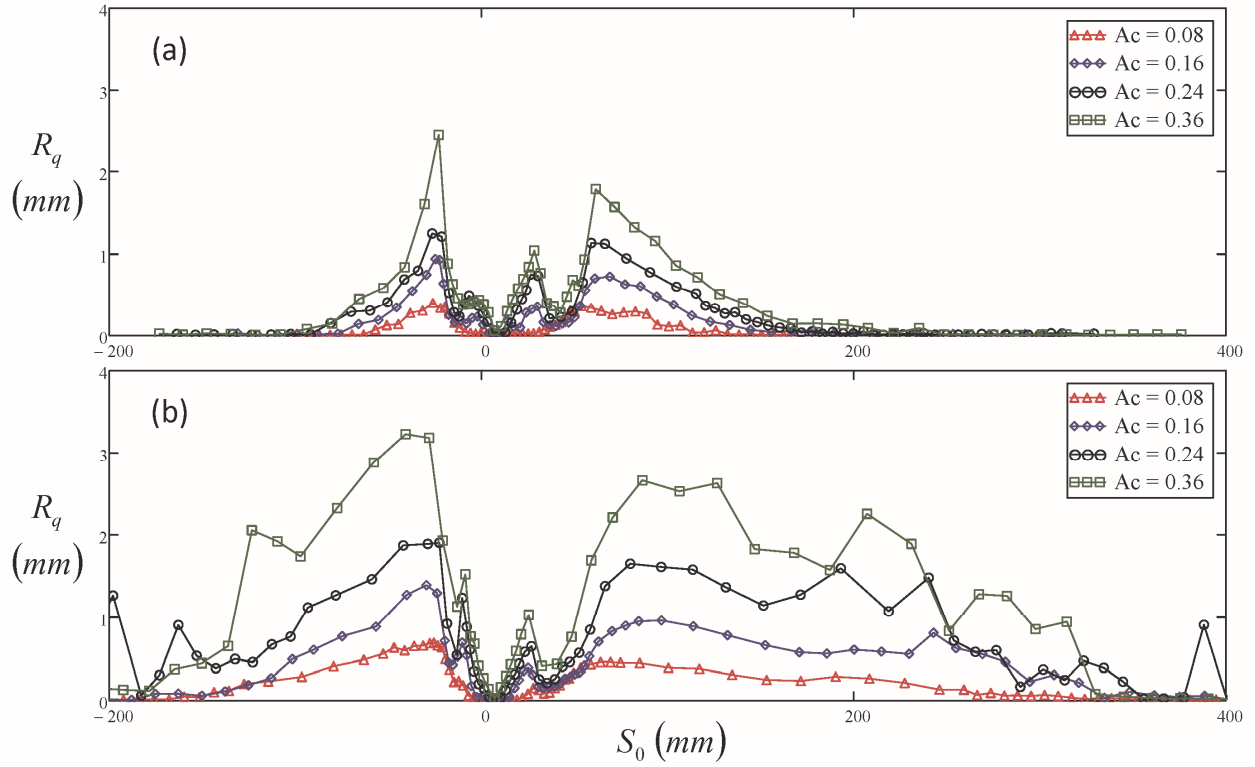 (a)
4
3
2
1
0
R_q
(mm)
Ac = 0.08
Ac = 0.16
Ac = 0.24
Ac = 0.36
−200
0
200
400
(b)
4
3
2
1
0
R_q
(mm)
Ac = 0.08
Ac = 0.16
Ac = 0.24
Ac = 0.36
−200
0
200
400
S_0 (mm)